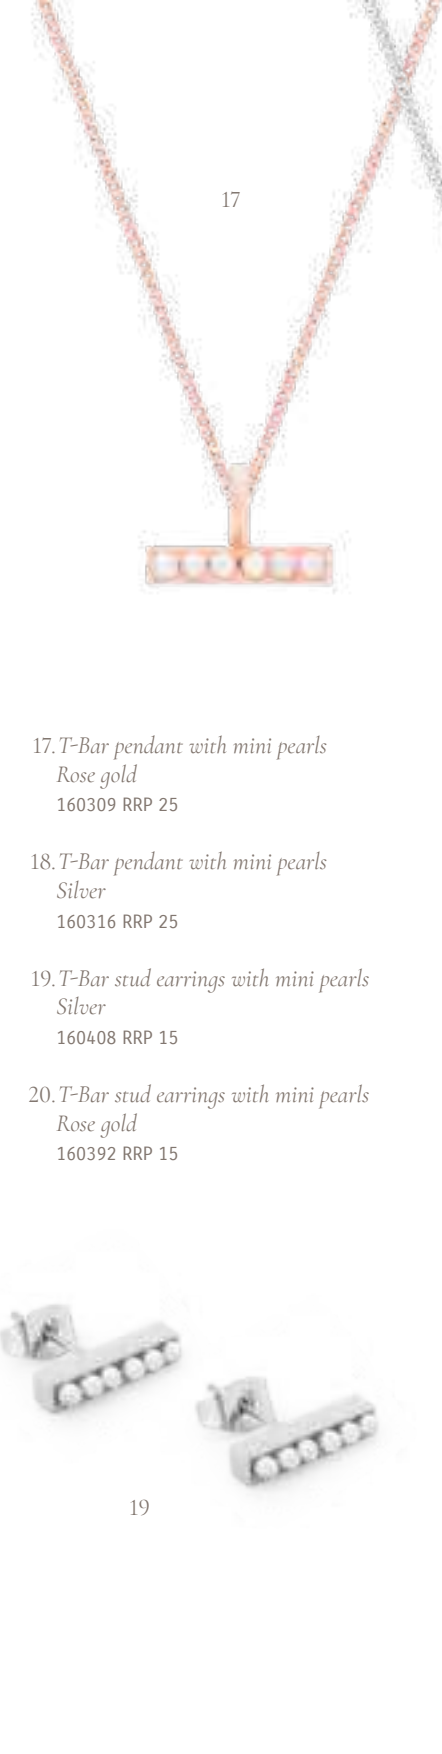 17
17. T-Bar pendant with mini pearls
Rose gold
160309 RRP 25
18. T-Bar pendant with mini pearls
Silver
160316 RRP 25
19. T-Bar stud earrings with mini pearls
Silver
160408 RRP 15
20. T-Bar stud earrings with mini pearls
Rose gold
160392 RRP 15
19